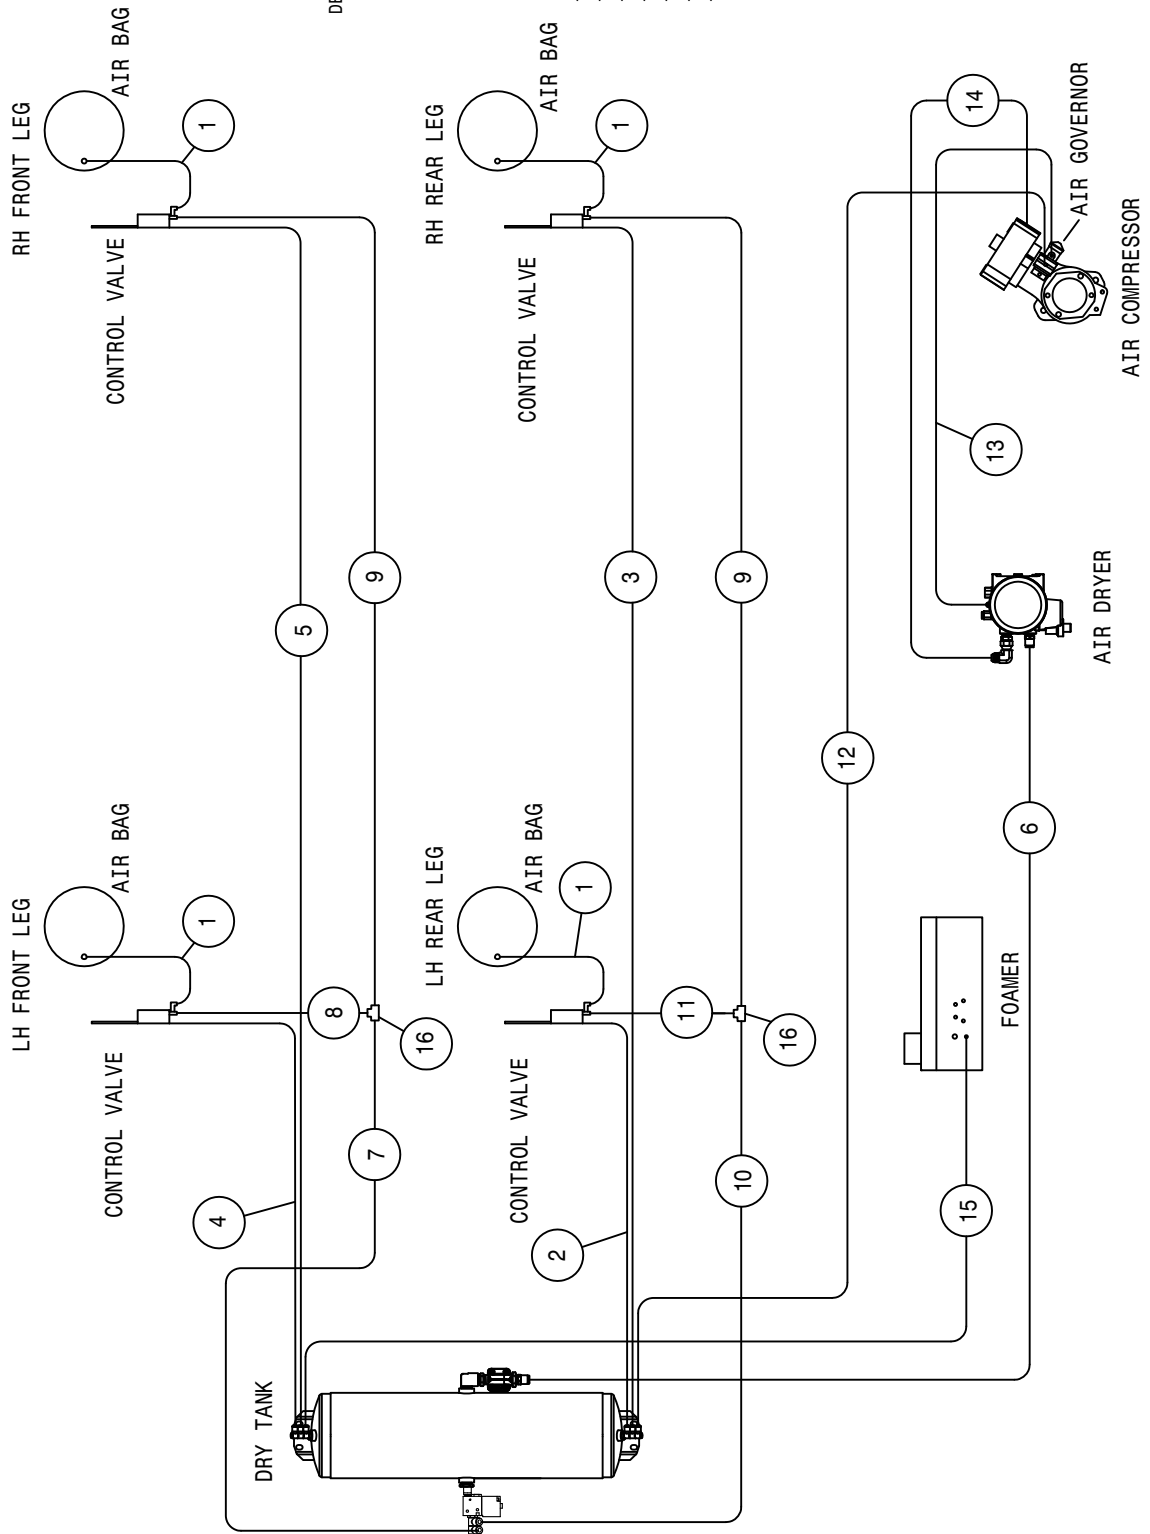 LH FRONT LEG
RH FRONT LEG
CONTROL VALVE
AIR BAG
CONTROL VALVE
AIR BAG
1
1
4
DRY TANK
5
8
7
9
16
LH REAR LEG
RH REAR LEG
CONTROL VALVE
AIR BAG
CONTROL VALVE
AIR BAG
2
1
1
3
11
10
9
16
12
15
14
FOAMER
13
6
AIR GOVERNOR
AIR DRYER
AIR COMPRESSOR